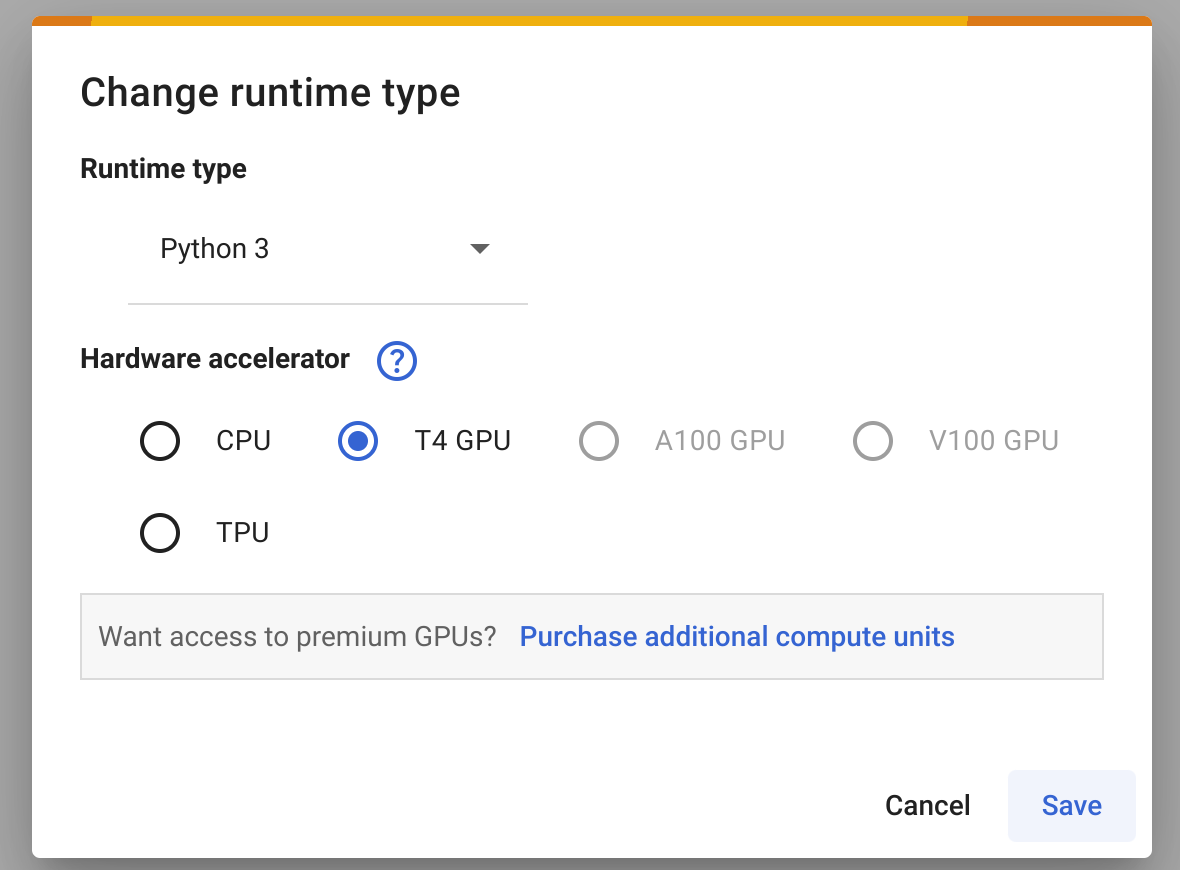 Change runtime type
Runtime type
Python 3
Hardware accelerator ?
CPU T4 GPU A100 GPU V100 GPU
TPU
Want access to premium GPUs? Purchase additional compute units
Cancel Save